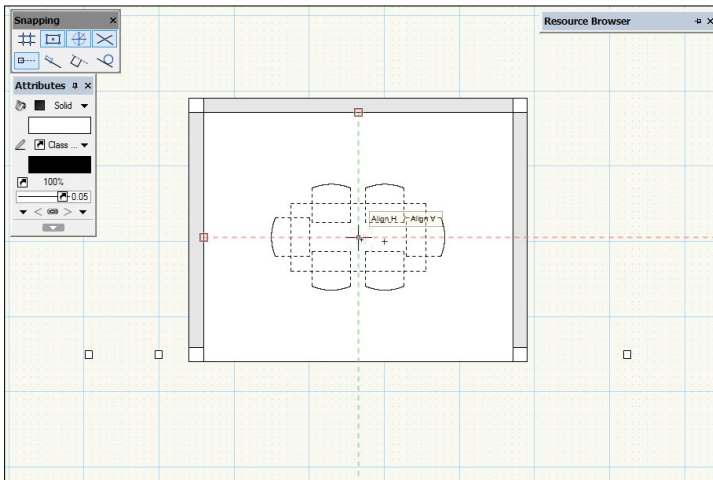 Snapping
Resource Browser
Attributes
Solid
Class ...
100%
0.05
Align H / Align V